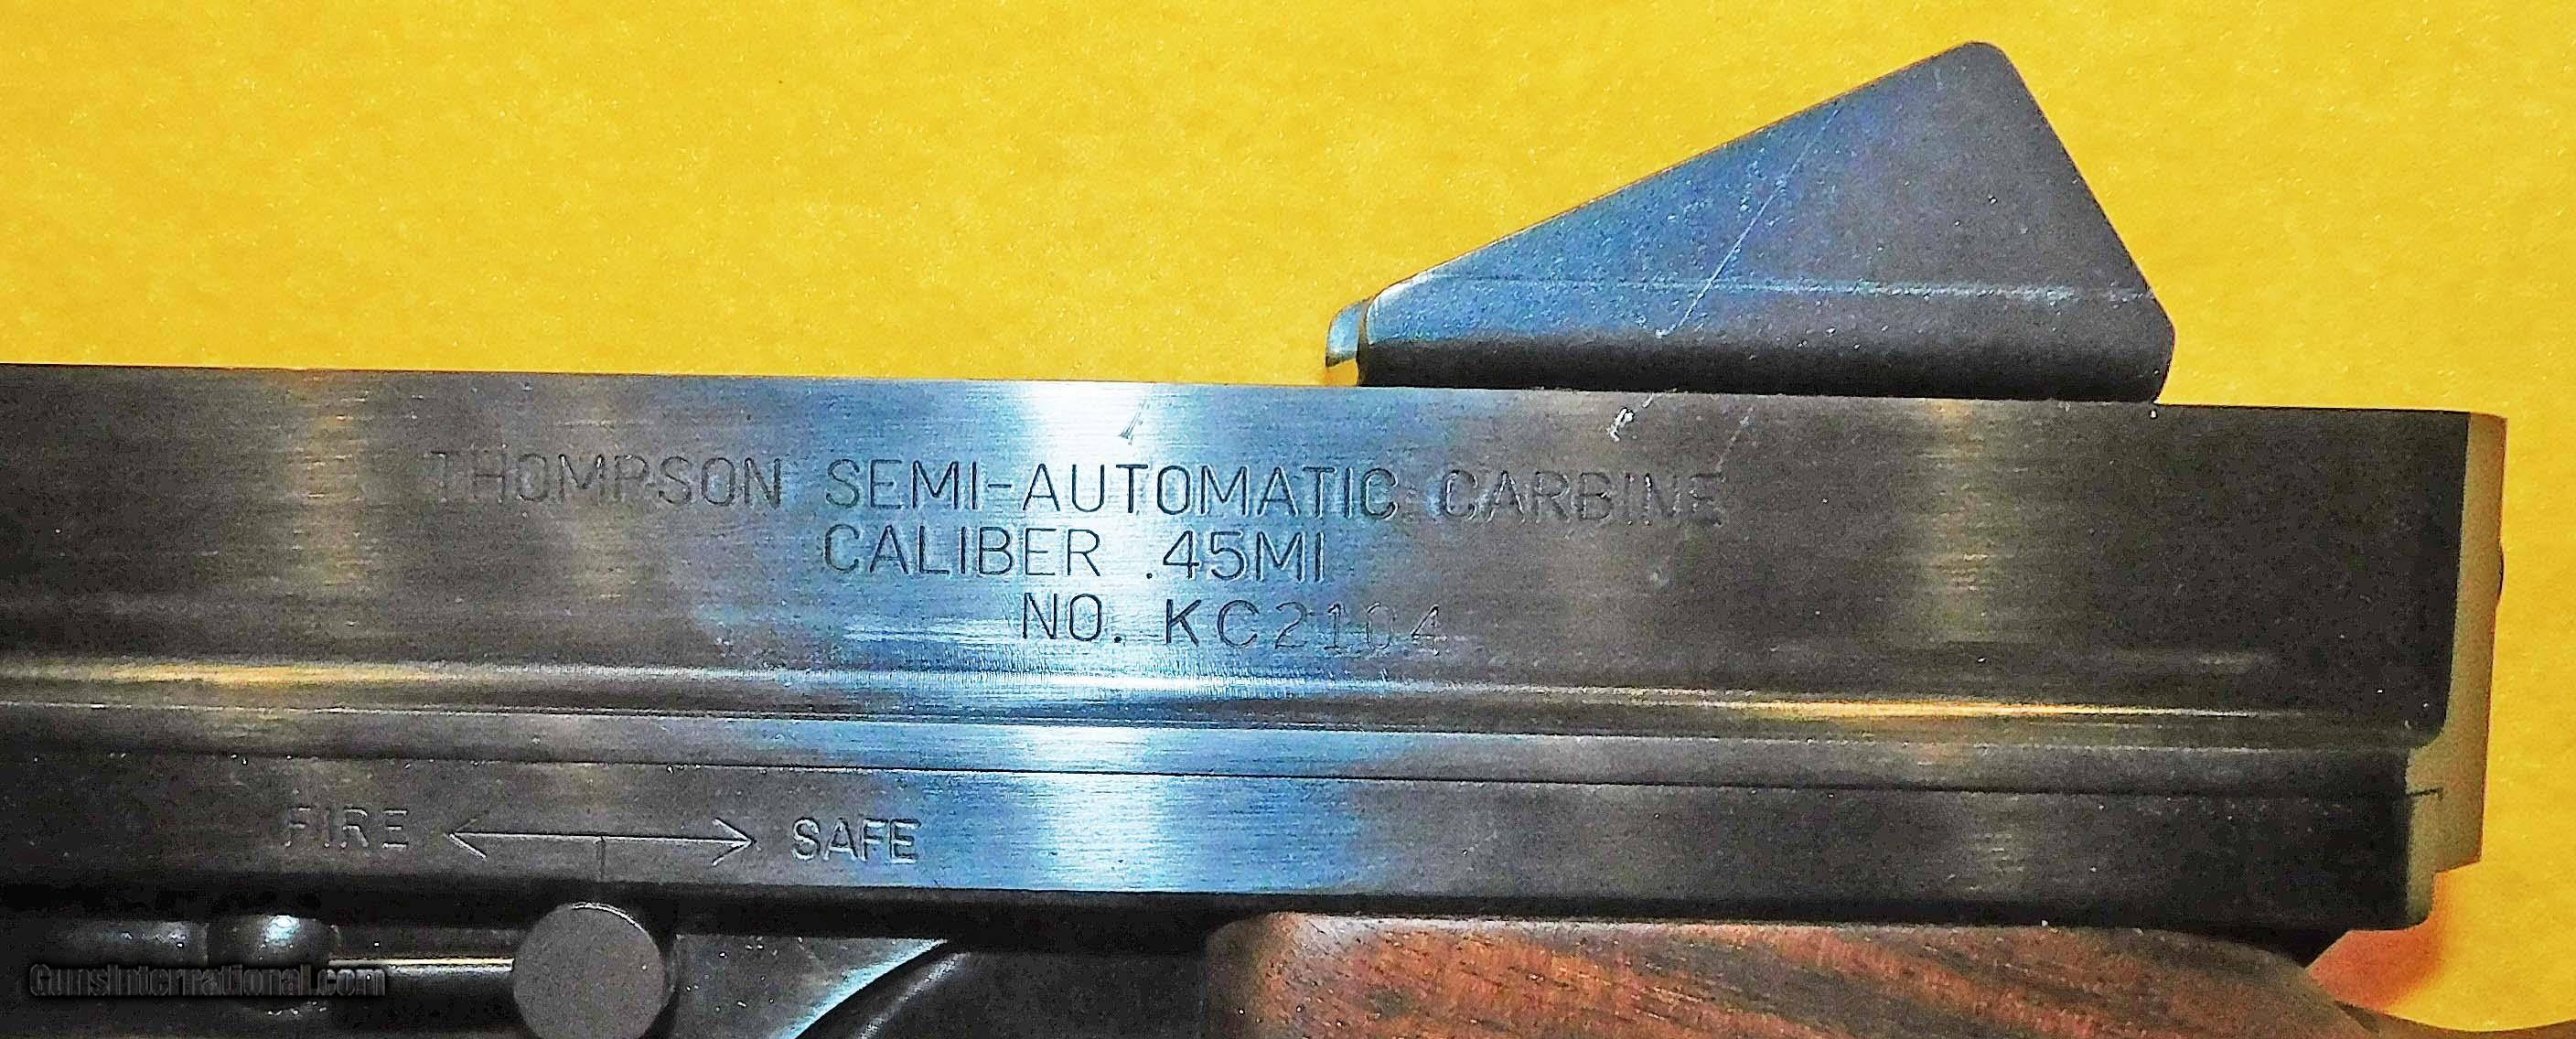 THOMPSON SEMI-AUTOMATIC CARBINE
CALIBER .45MI
NO. KC2104
FIRE SAFE
GunsInternational.com